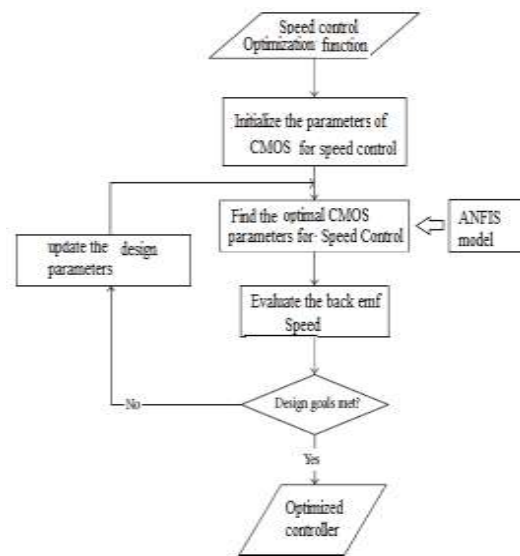 Speed control
Optimization function
Initialize the parameters of
CMOS for speed control
Find the optimal CMOS
parameters for- Speed Control
ANFIS
model
update the design
parameters
Evaluate the back emf
Speed
Design goals met?
No
Yes
Optimized
controller